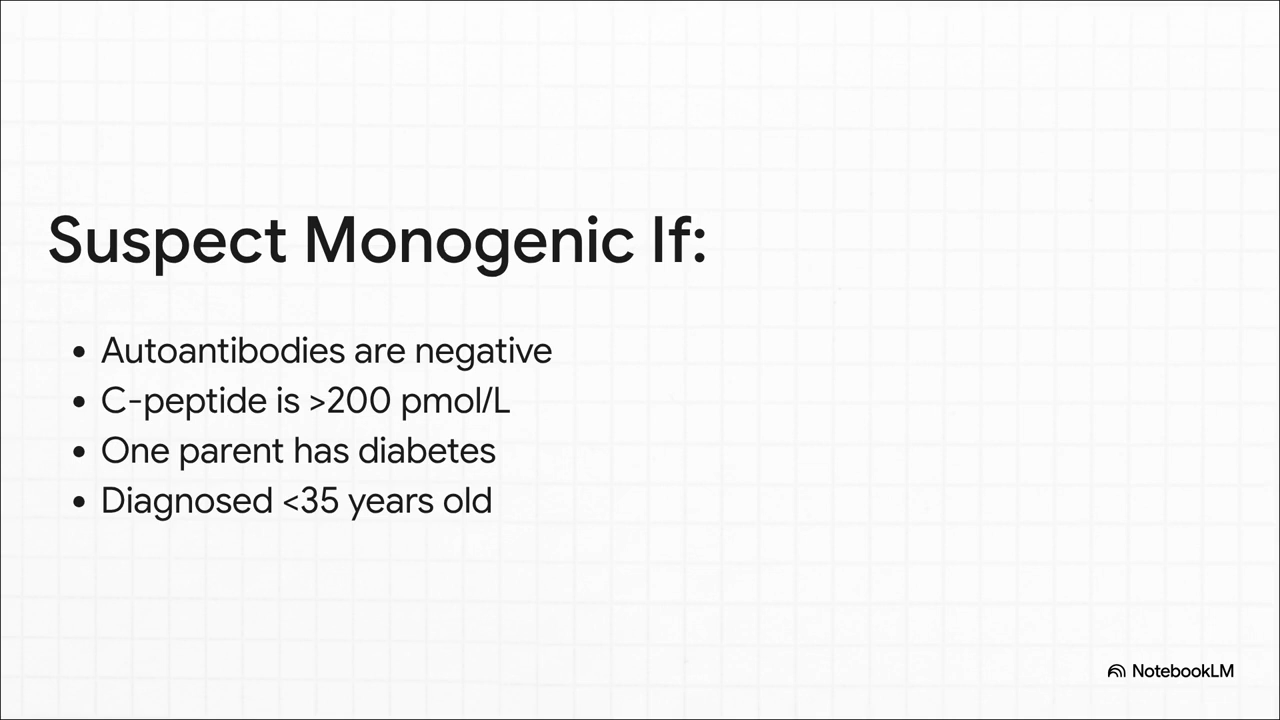 Suspect Monogenic If:
• Autoantibodies are negative
• C-peptide is >200 pmol/L
• One parent has diabetes
• Diagnosed <35 years old
NotebookLM